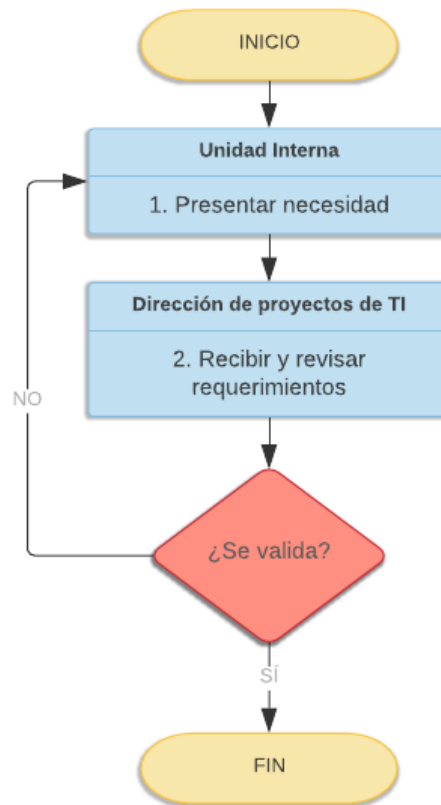 INICIO
Unidad Interna
1. Presentar necesidad
Dirección de proyectos de TI
2. Recibir y revisar
requerimientos
NO
¿Se valida?
SÍ
FIN